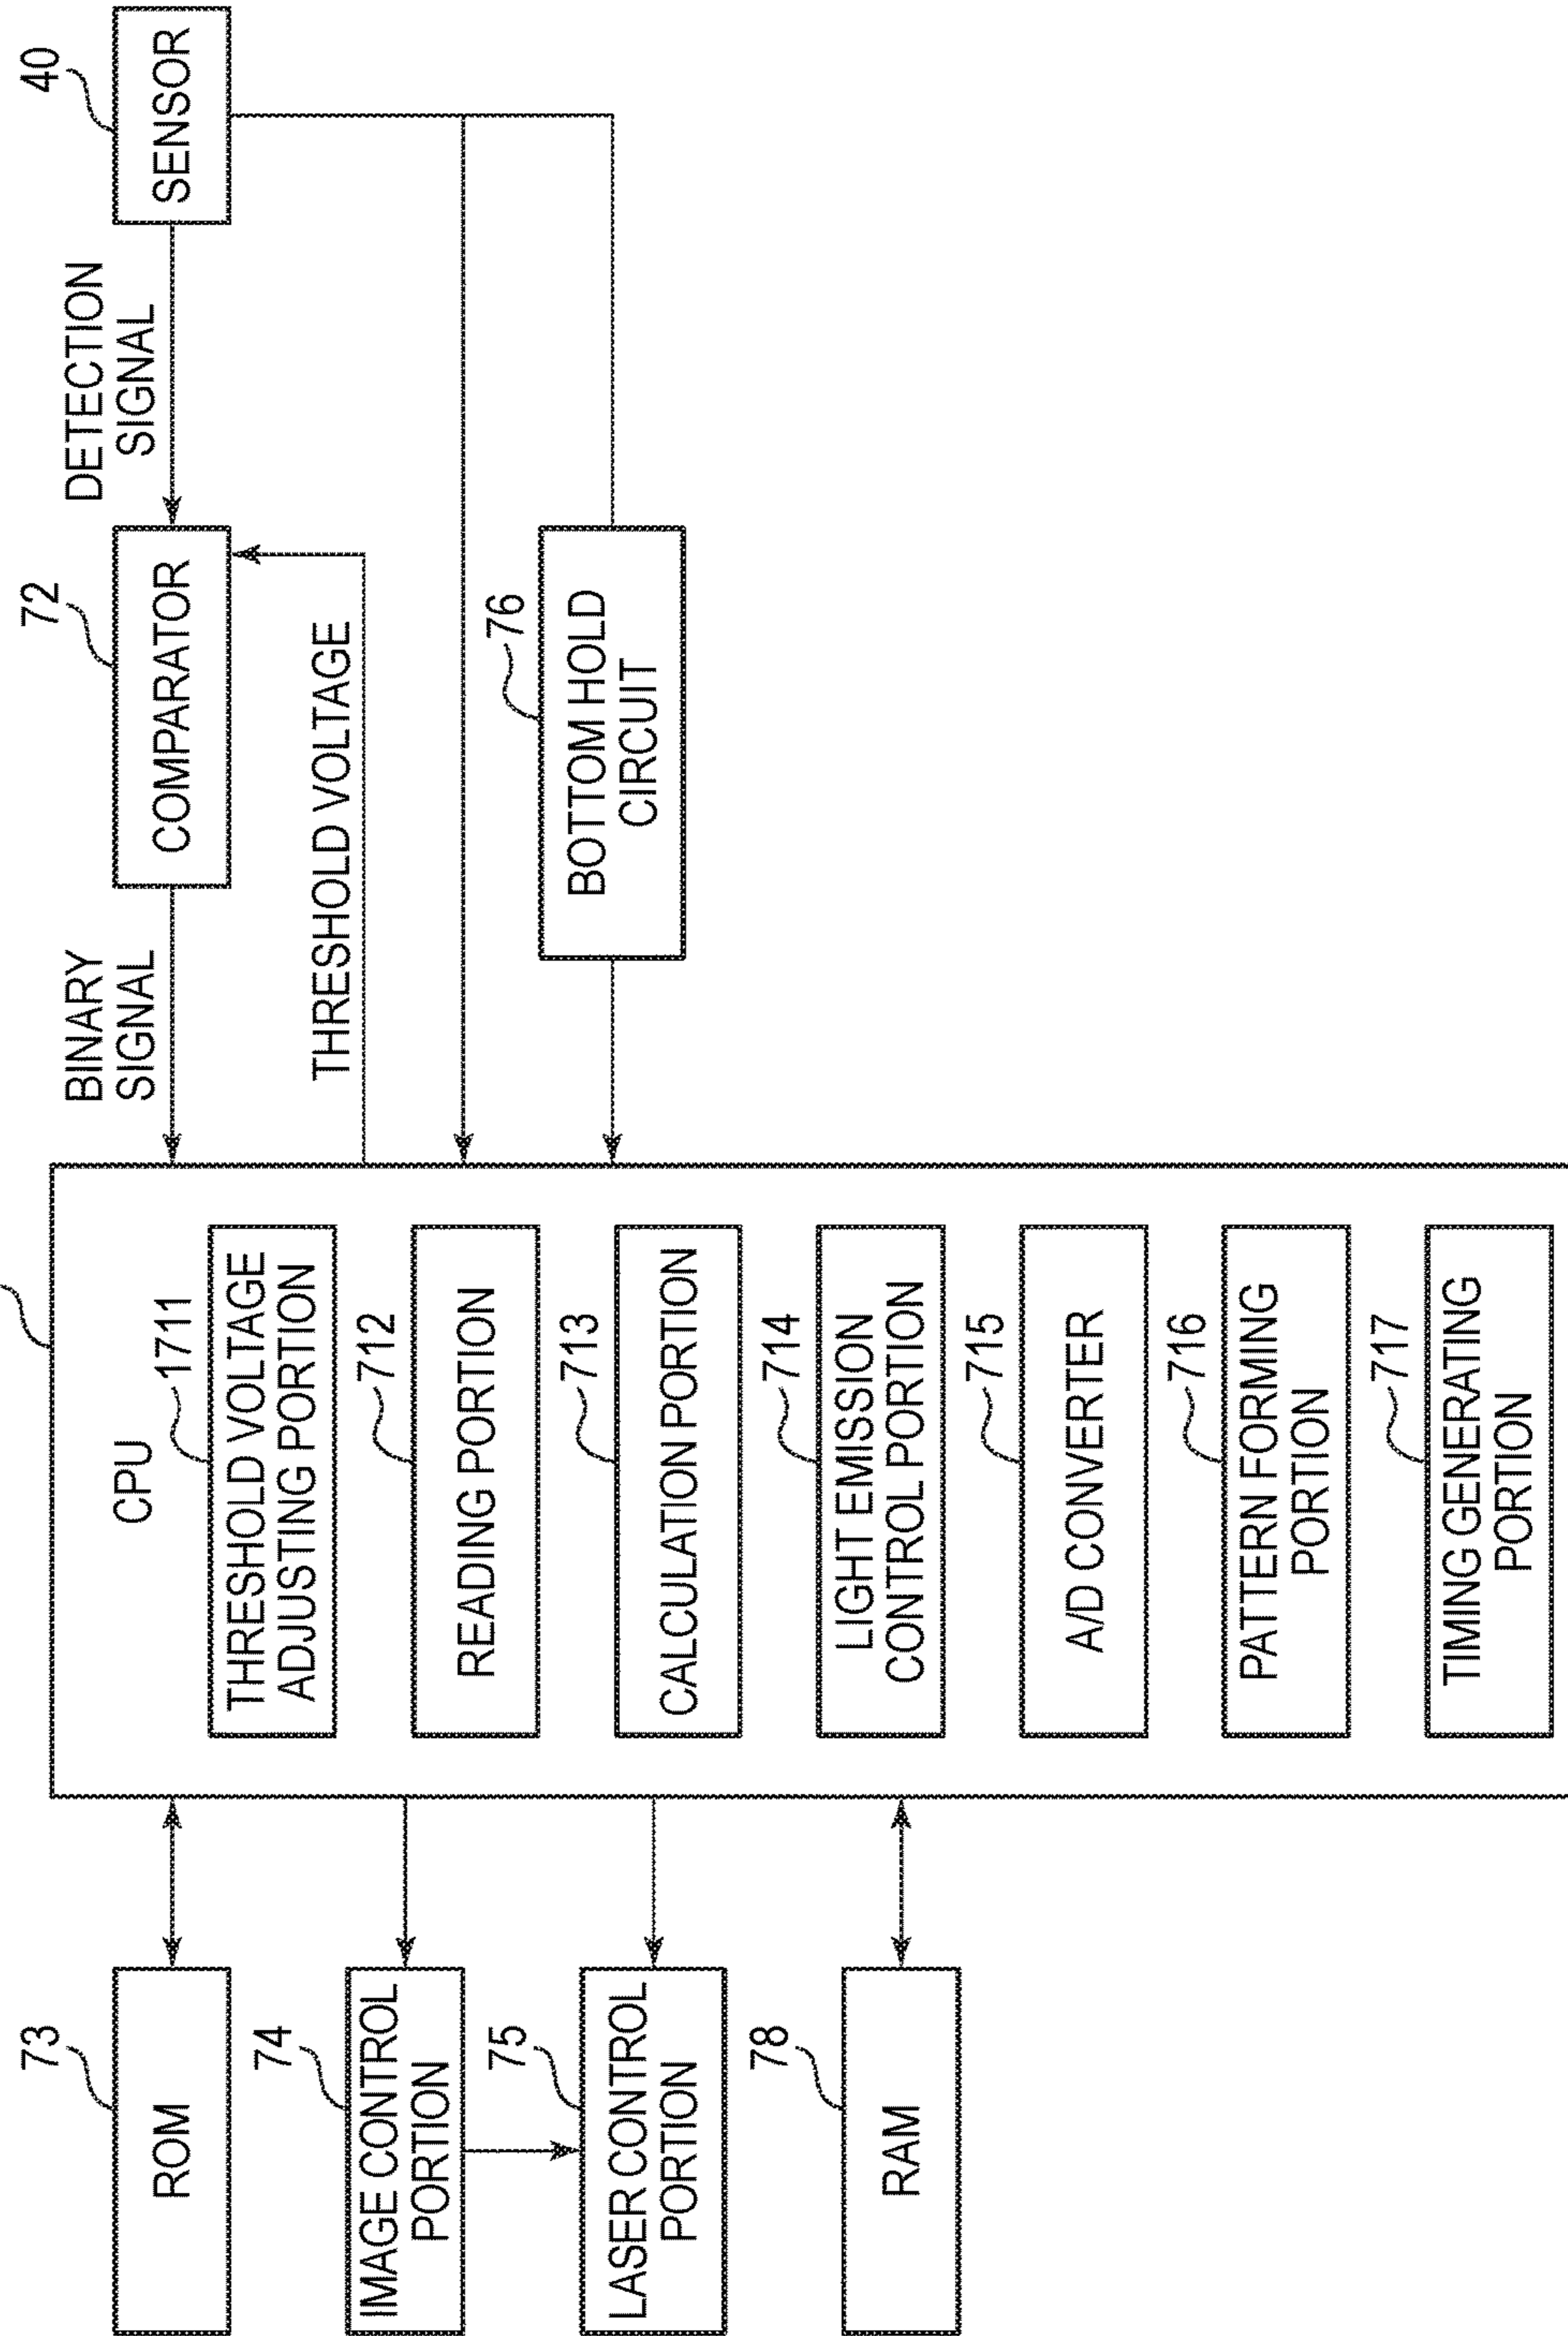 73
ROM
74
IMAGE CONTROL
PORTION
75
LASER CONTROL
PORTION
78
RAM
CPU
1711
THRESHOLD VOLTAGE
ADJUSTING PORTION
712
READING PORTION
713
CALCULATION PORTION
714
LIGHT EMISSION
CONTROL PORTION
715
A/D CONVERTER
716
PATTERN FORMING
PORTION
717
TIMING GENERATING
PORTION
BINARY
SIGNAL
72
COMPARATOR
THRESHOLD VOLTAGE
76
BOTTOM HOLD
CIRCUIT
DETECTION
SIGNAL
40
SENSOR